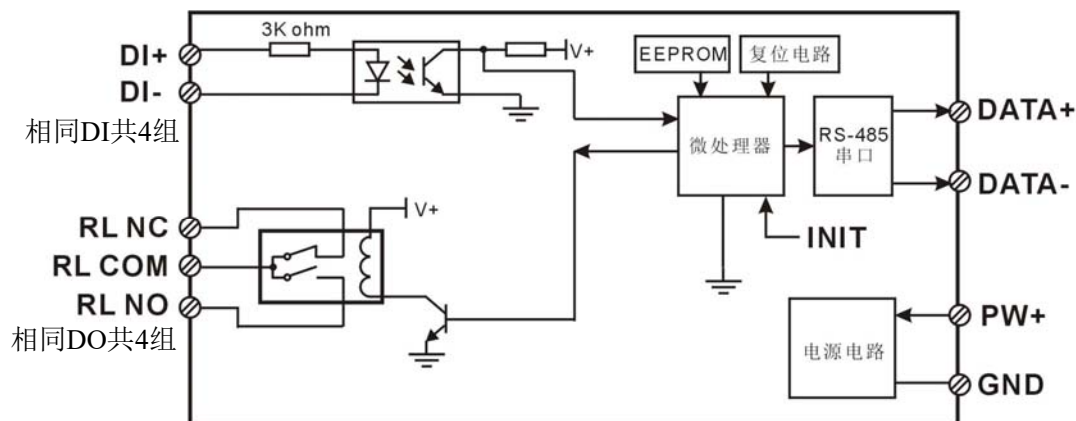 3K ohm
DI+
DI-
相同DI共4组
V+
EEPROM
复位电路
微处理器
RS-485
串口
DATA+
DATA-
INIT
RL NC
RL COM
RL NO
相同DO共4组
V+
电源电路
PW+
GND